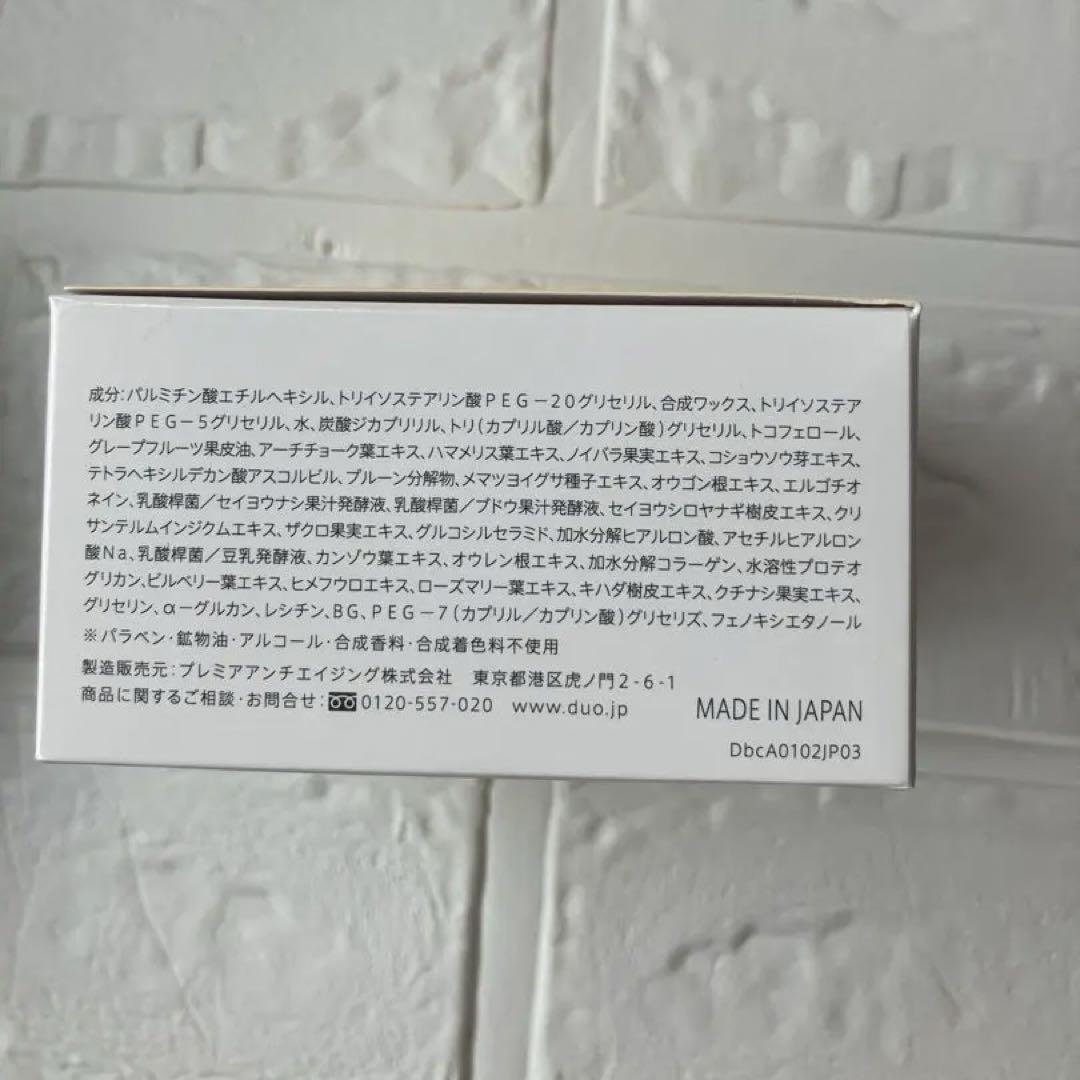 成分:パルミチン酸エチルヘキシル、トリイソステアリン酸PEG－20グリセリル、合成ワックス、トリイソステア
リン酸PEG－5グリセリル、水、炭酸ジカプリリル、トリ(カプリル酸／カプリン酸)グリセリル、トコフェロール、
グレープフルーツ果皮油、アーチチョーク葉エキス、ハマメリス葉エキス、ノイバラ果実エキス、コショウソウ芽エキス、
テトラヘキシルデカン酸アスコルビル、プルーン分解物、メマツヨイグサ種子エキス、オウゴン根エキス、エルゴチオ
ネイン、乳酸桿菌／セイヨウナシ果汁発酵液、乳酸桿菌／ブドウ果汁発酵液、セイヨウシロヤナギ樹皮エキス、クリ
サンテルムインジクムエキス、ザクロ果実エキス、グルコシルセラミド、加水分解ヒアルロン酸、アセチルヒアルロン
酸Na、乳酸桿菌／豆乳発酵液、カンゾウ葉エキス、オウレン根エキス、加水分解コラーゲン、水溶性プロテオ
グリカン、ビルベリー葉エキス、ヒメフウロエキス、ローズマリー葉エキス、キハダ樹皮エキス、クチナシ果実エキス、
グリセリン、α－グルカン、レシチン、BG、PEG－7(カプリル／カプリン酸)グリセリズ、フェノキシエタノール
※パラベン・鉱物油・アルコール・合成香料・合成着色料不使用
製造販売元:プレミアアンチエイジング株式会社 東京都港区虎ノ門2-6-1
商品に関するご相談・お問合せ:0120-557-020 www.duo.jp
MADE IN JAPAN
DbcA0102JP03